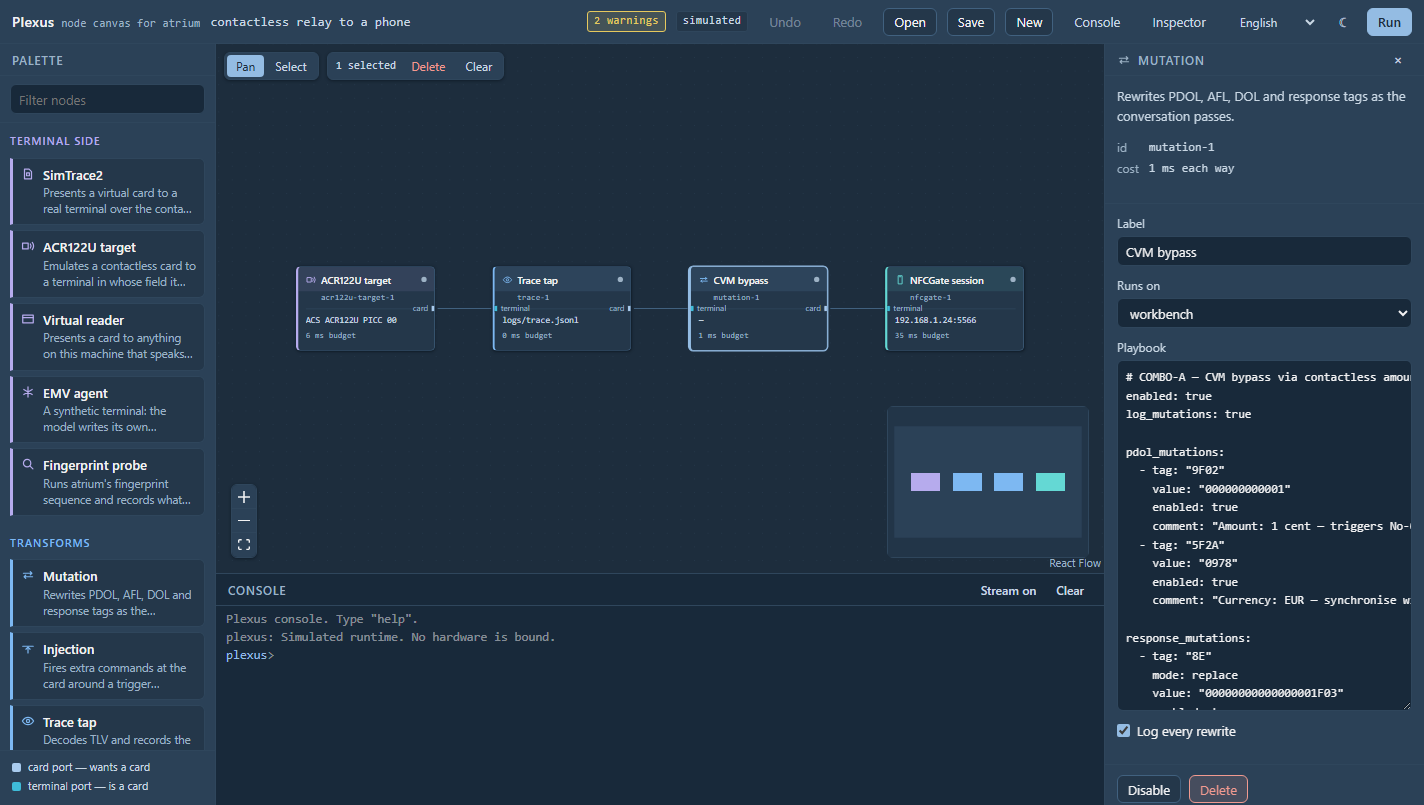 Plexus node canvas for atrium contactless relay to a phone 2 warnings simulated Undo Redo Open Save New Console Inspector English Run
PALETTE
Filter nodes
TERMINAL SIDE
SimTrace2
Presents a virtual card to a
real terminal over the conta...
ACR122U target
Emulates a contactless card to
a terminal in whose field it...
Virtual reader
Presents a card to anything
on this machine that speaks...
EMV agent
A synthetic terminal: the
model writes its own...
Fingerprint probe
Runs atrium's fingerprint
sequence and records what...
TRANSFORMS
Mutation
Rewrites PDOL, AFL, DOL and
response tags as the...
Injection
Fires extra commands at the
card around a trigger...
Trace tap
Decodes TLV and records the
card port — wants a card
terminal port — is a card
Pan Select 1 selected Delete Clear
ACR122U target
acr122u-target-1
card
ACS ACR122U PICC 00
6 ms budget
Trace tap
trace-1
terminal card
logs/trace.jsonl
0 ms budget
CVM bypass
mutation-1
terminal card
—
1 ms budget
NFCGate session
nfcgate-1
terminal
192.168.1.24:5566
35 ms budget
React Flow
CONSOLE Stream on Clear
Plexus console. Type "help".
plexus: Simulated runtime. No hardware is bound.
plexus>
MUTATION ×
Rewrites PDOL, AFL, DOL and response tags as the
conversation passes.
id mutation-1
cost 1 ms each way
Label
CVM bypass
Runs on
workbench
Playbook
# COMBO-A — CVM bypass via contactless amou
enabled: true
log_mutations: true
pdol_mutations:
- tag: "9F02"
value: "000000000001"
enabled: true
comment: "Amount: 1 cent — triggers No-
- tag: "5F2A"
value: "0978"
enabled: true
comment: "Currency: EUR — synchronise w
response_mutations:
- tag: "8E"
mode: replace
value: "00000000000000001F03"
Log every rewrite
Disable Delete